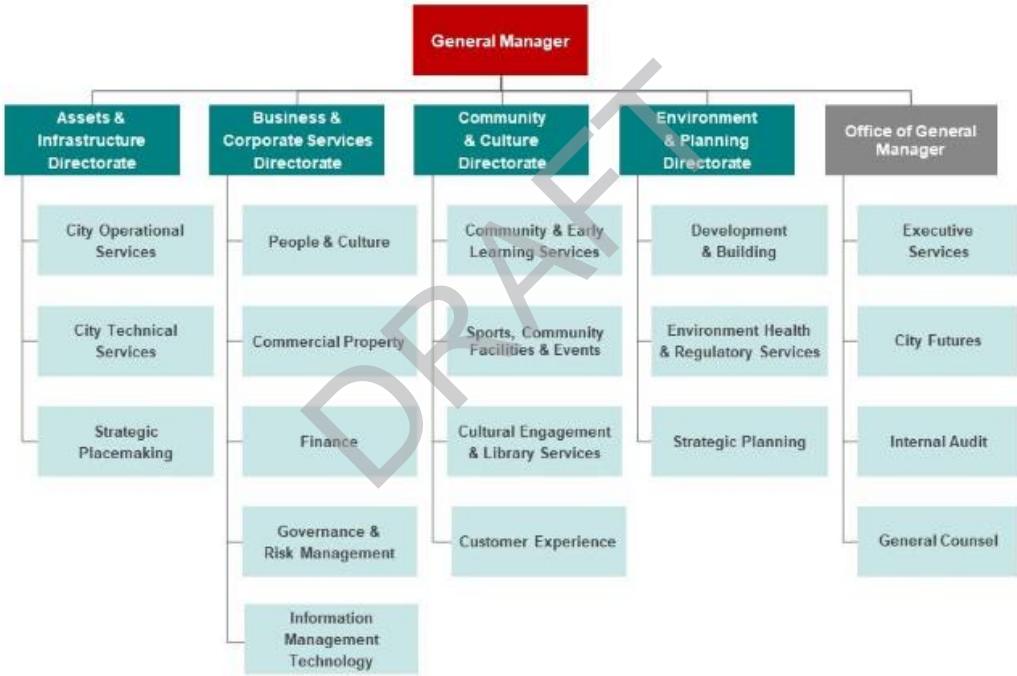 General Manager
Assets &
Infrastructure
Directorate
Business &
Corporate Services
Directorate
Community
& Culture
Directorate
Environment
& Planning
Directorate
Office of General
Manager
City Operational
Services
City Technical
Services
Strategic
Placemaking
People & Culture
Commercial Property
Finance
Governance &
Risk Management
Information
Management
Technology
Community & Early
Learning Services
Sports, Community
Facilities & Events
Cultural Engagement
& Library Services
Customer Experience
Development
& Building
Environment Health
& Regulatory Services
Strategic Planning
Executive
Services
City Futures
Internal Audit
General Counsel
DRAFT